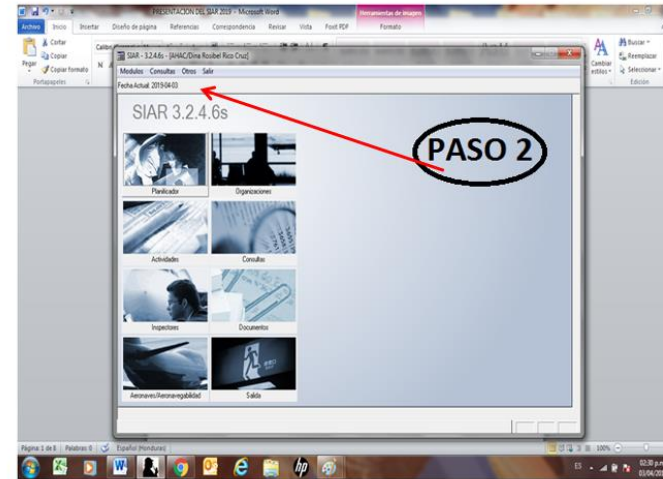 PRESENTACION DEL SIAR 2019 - Microsoft Word
Herramientas de imagen
Archivo Inicio Insertar Diseño de página Referencias Correspondencia Revisar Vista Foxit PDF Formato
Cortar
Copiar
Copiar formato
Pegar
Portapapeles
Buscar
Reemplazar
Seleccionar
Cambiar estilos
Edición
SIAR - 3.2.4.6s - [AHAC/Dina Rosibel Rico Cruz]
Modulos Consultas Otros Salir
Fecha Actual: 2019-04-03
SIAR 3.2.4.6s
PASO 2
Planificador Organizaciones
Actividades Consultas
Inspectores Documentos
Aeronaves/Aeronavegabilidad Salida
Página: 1 de 8 Palabras: 0 Español (Honduras) 100%
ES 02:30 p.m.